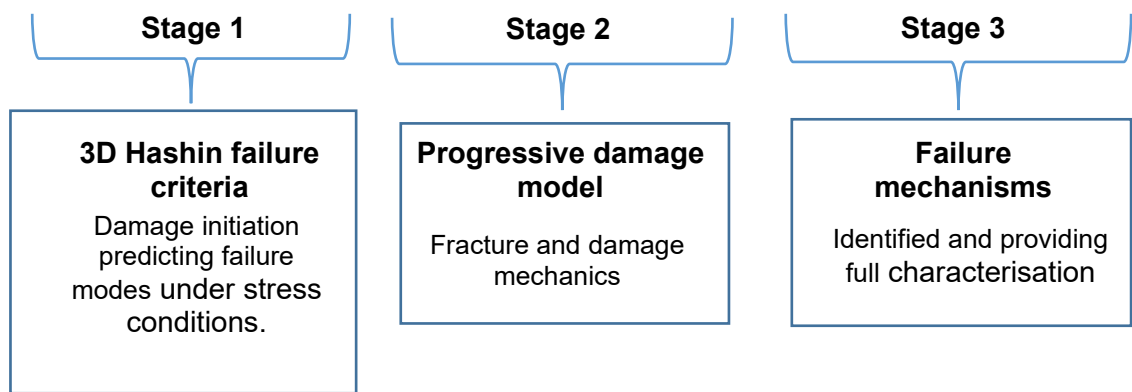 Stage 1
Stage 2
Stage 3
3D Hashin failure
criteria
Damage initiation
predicting failure
modes under stress
conditions.
Progressive damage
model
Fracture and damage
mechanics
Failure
mechanisms
Identified and providing
full characterisation